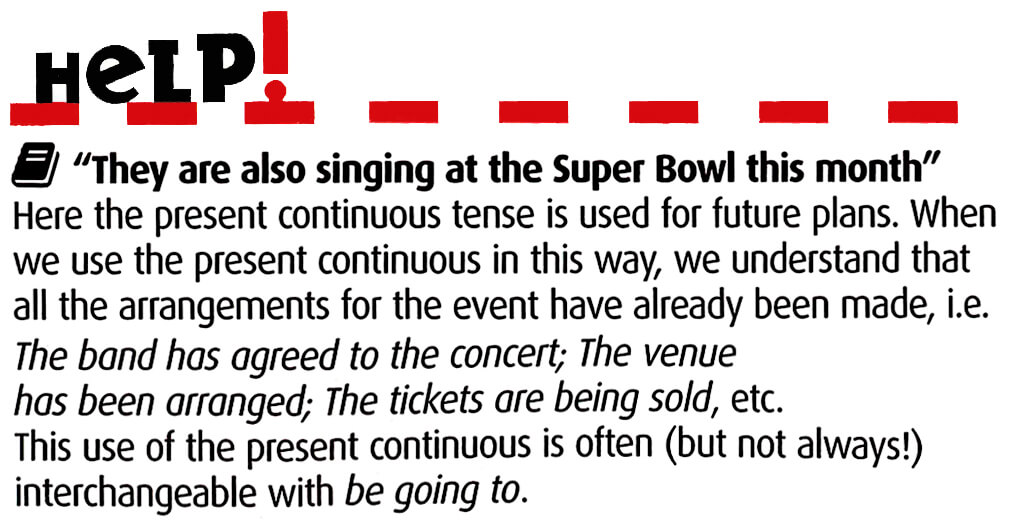 HeLP!
"They are also singing at the Super Bowl this month"
Here the present continuous tense is used for future plans. When
we use the present continuous in this way, we understand that
all the arrangements for the event have already been made, i.e.
The band has agreed to the concert; The venue
has been arranged; The tickets are being sold, etc.
This use of the present continuous is often (but not always!)
interchangeable with be going to.